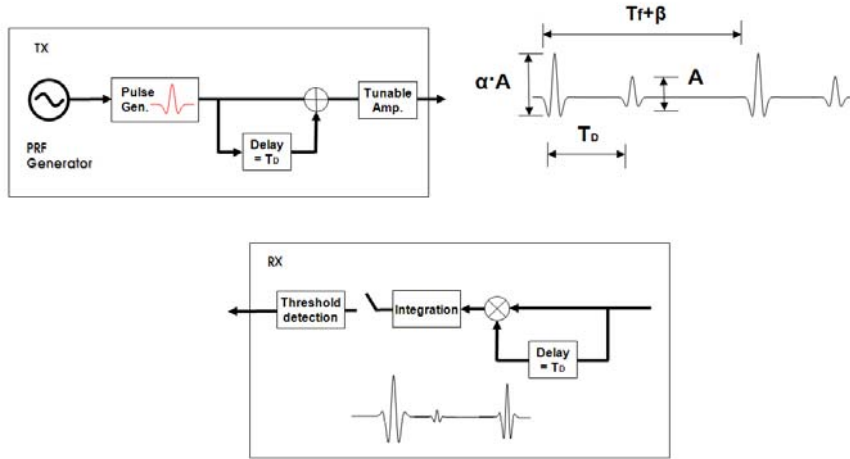 TX
PRF
Generator
Pulse
Gen.
Delay
= TD
Tunable
Amp.
Tf+β
α·A
A
TD
RX
Threshold
detection
Integration
Delay
= TD